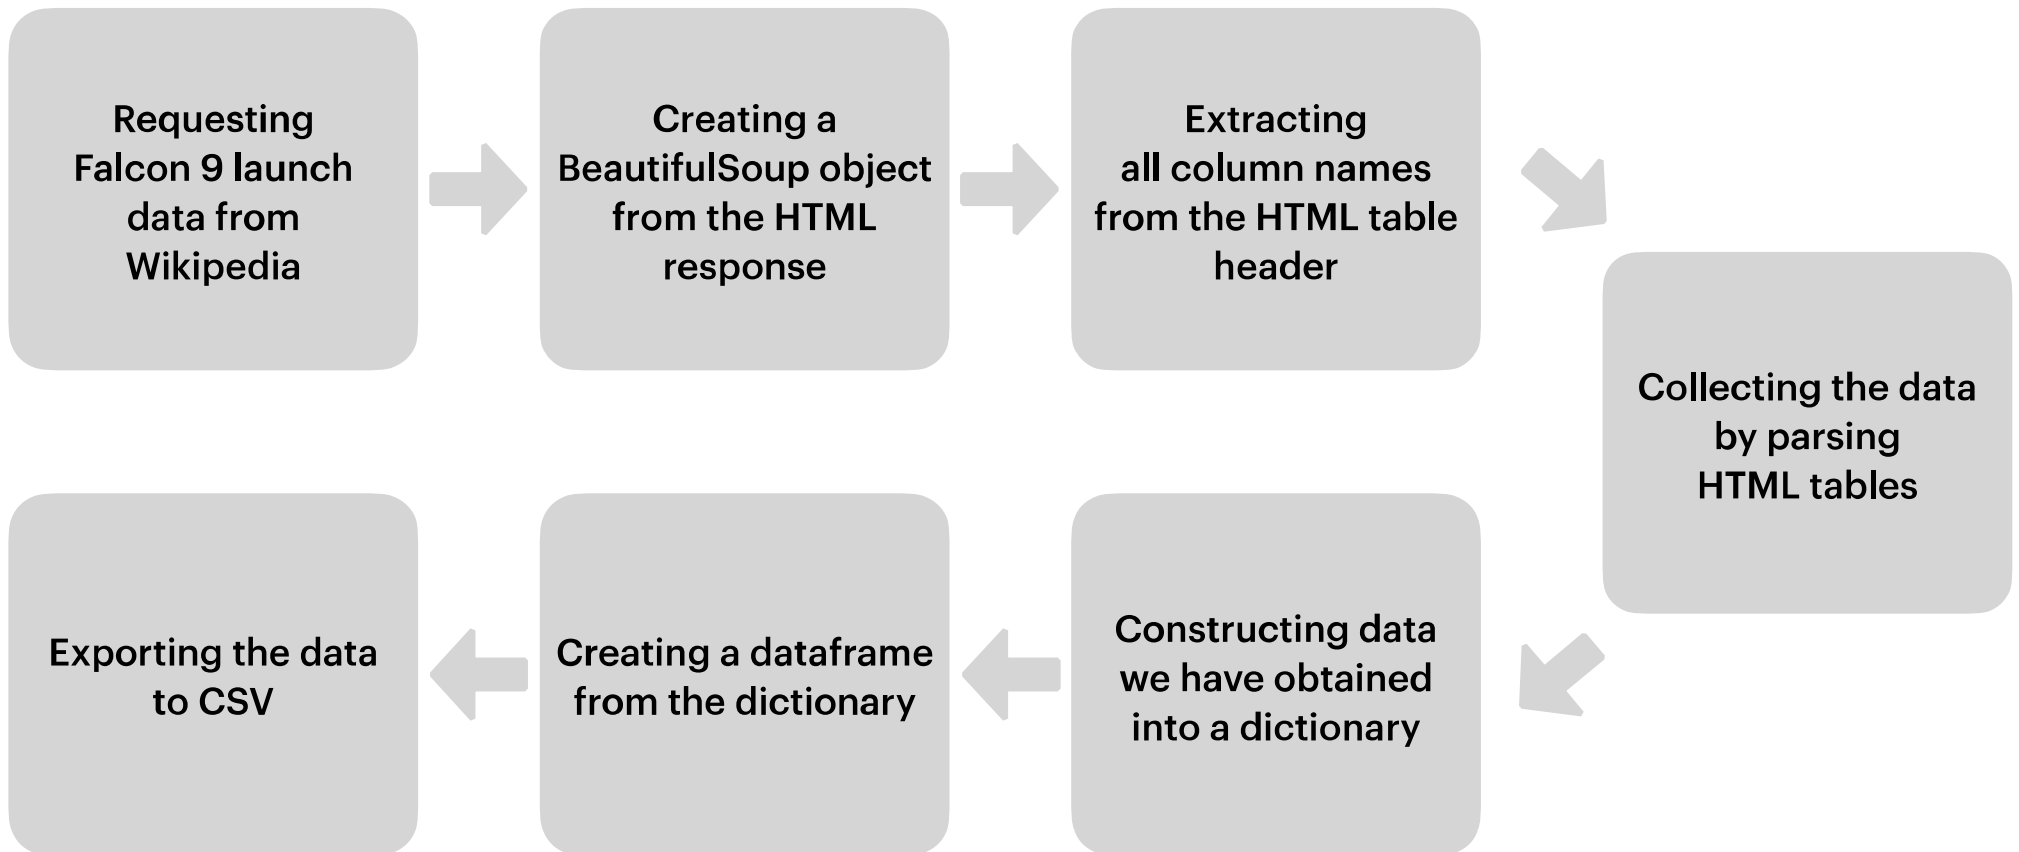 Requesting
Falcon 9 launch
data from
Wikipedia
Creating a
BeautifulSoup object
from the HTML
response
Extracting
all column names
from the HTML table
header
Collecting the data
by parsing
HTML tables
Constructing data
we have obtained
into a dictionary
Creating a dataframe
from the dictionary
Exporting the data
to CSV